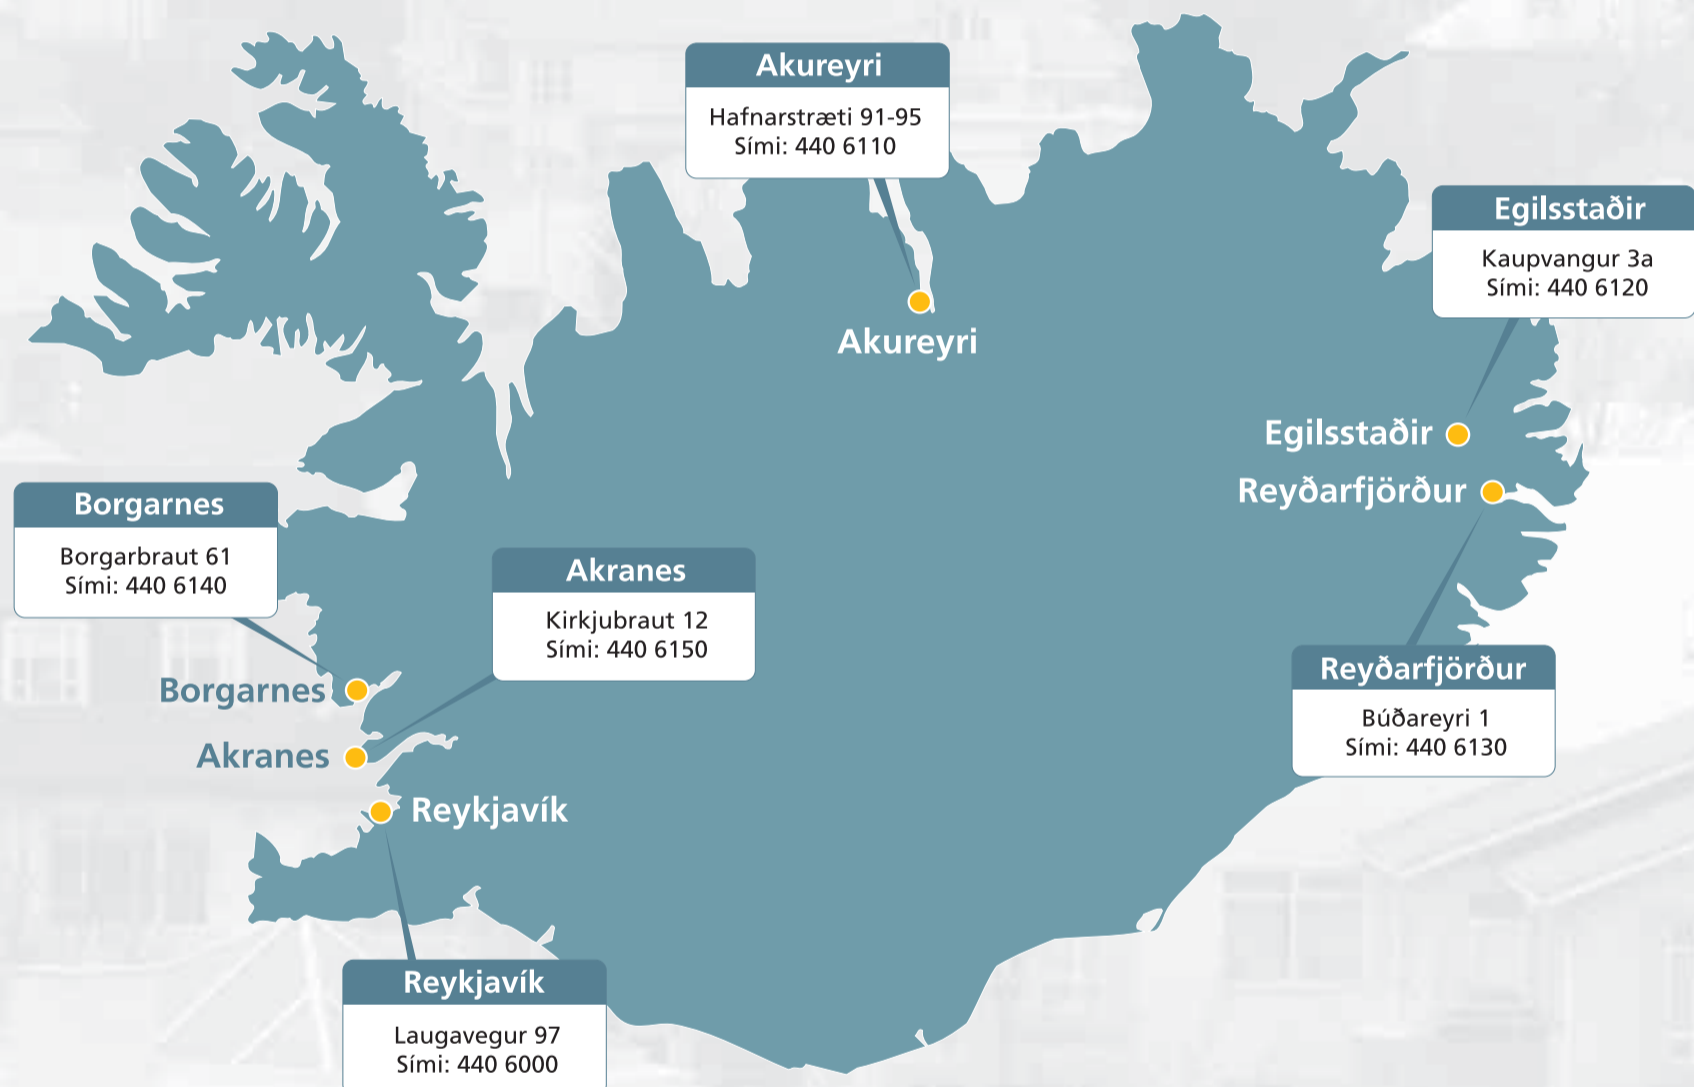 Akureyri
Hafnarstræti 91-95
Sími: 440 6110
Egilsstaðir
Kaupvangur 3a
Sími: 440 6120
Akureyri
Egilsstaðir
Reyðarfjörður
Borgarnes
Borgarbraut 61
Sími: 440 6140
Akranes
Kirkjubraut 12
Sími: 440 6150
Reyðarfjörður
Búðareyri 1
Sími: 440 6130
Borgarnes
Akranes
Reykjavík
Reykjavík
Laugavegur 97
Sími: 440 6000